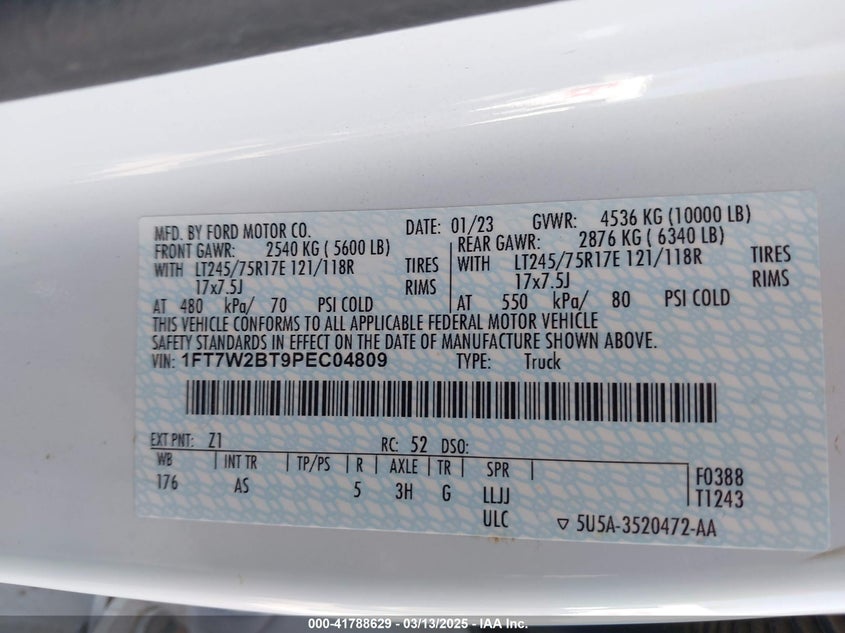 MFD. BY FORD MOTOR CO. DATE: 01/23 GVWR: 4536 KG (10000 LB)
FRONT GAWR: 2540 KG ( 5600 LB) REAR GAWR: 2876 KG ( 6340 LB)
WITH LT245/75R17E 121/118R TIRES WITH LT245/75R17E 121/118R TIRES
17x7.5J RIMS 17x7.5J RIMS
AT 480 kPa/ 70 PSI COLD AT 550 kPa/ 80 PSI COLD
THIS VEHICLE CONFORMS TO ALL APPLICABLE FEDERAL MOTOR VEHICLE
SAFETY STANDARDS IN EFFECT ON THE DATE OF MANUFACTURE SHOWN ABOVE.
VIN: 1FT7W2BT9PEC04809 TYPE: Truck
EXT PNT: Z1 RC: 52 DSO:
WB INT TR TP/PS R AXLE TR SPR F0388
176 AS 5 3H G LLJJ T1243
ULC ▽ 5U5A-3520472-AA
000-41788629 - 03/13/2025 - IAA Inc.